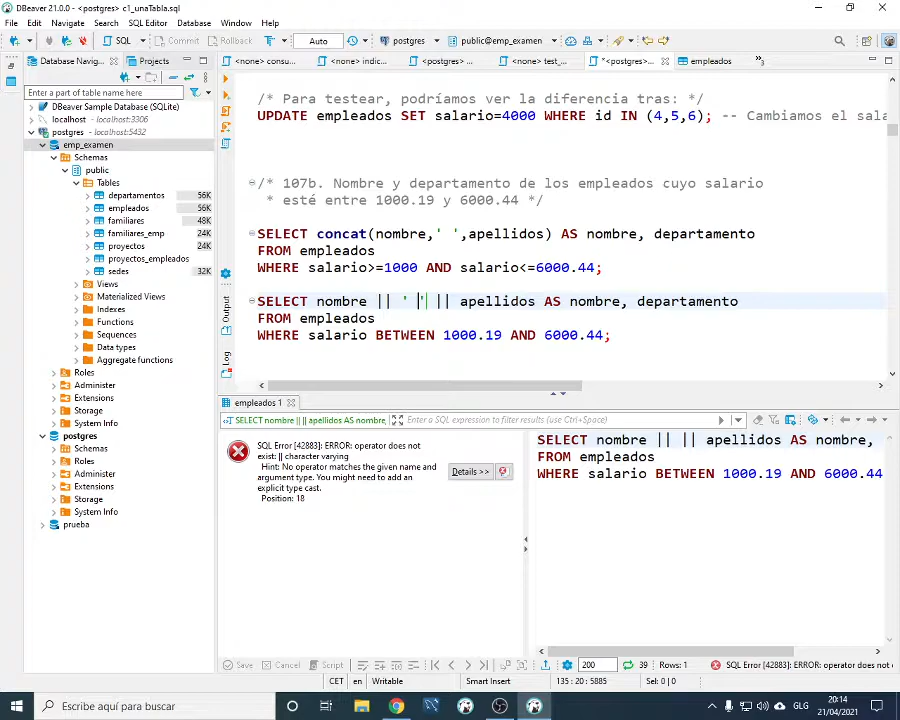 DBeaver 21.0.0 - <postgres> c1_unaTabla.sql
File Edit Navigate Search SQL Editor Database Window Help
SQL Commit Rollback Auto postgres public@emp_examen
Database Navig... Projects <none> consu... <none> indic... <postgres> ... <none> test_... *<postgres>... empleados
Enter a part of table name here
DBeaver Sample Database (SQLite)
localhost - localhost:3306
postgres - localhost:5432
emp_examen
Schemas
public
Tables
departamentos 56K
empleados 56K
familiares 48K
familiares_emp 24K
proyectos 24K
proyectos_empleados
sedes 32K
Views
Materialized Views
Indexes
Functions
Sequences
Data types
Aggregate functions
Roles
Administer
Extensions
Storage
System Info
postgres
Schemas
Roles
Administer
Extensions
Storage
System Info
prueba
/* Para testear, podríamos ver la diferencia tras: */
UPDATE empleados SET salario=4000 WHERE id IN (4,5,6); -- Cambiamos el sala
/* 107b. Nombre y departamento de los empleados cuyo salario
* esté entre 1000.19 y 6000.44 */
SELECT concat(nombre,' ',apellidos) AS nombre, departamento
FROM empleados
WHERE salario>=1000 AND salario<=6000.44;
SELECT nombre || ' ' || apellidos AS nombre, departamento
FROM empleados
WHERE salario BETWEEN 1000.19 AND 6000.44;
Output
Log
empleados 1
SELECT nombre || || apellidos AS nombre, Enter a SQL expression to filter results (use Ctrl+Space)
SQL Error [42883]: ERROR: operator does not
exist: || character varying
Hint: No operator matches the given name and
argument type. You might need to add an
explicit type cast.
Position: 18
Details >>
SELECT nombre || || apellidos AS nombre,
FROM empleados
WHERE salario BETWEEN 1000.19 AND 6000.44
Save Cancel Script 200 39 Rows: 1 SQL Error [42883]: ERROR: operator does not
CET en Writable Smart Insert 135 : 20 : 5885 Sel: 0 | 0
Escribe aquí para buscar
GLG
20:14
21/04/2021